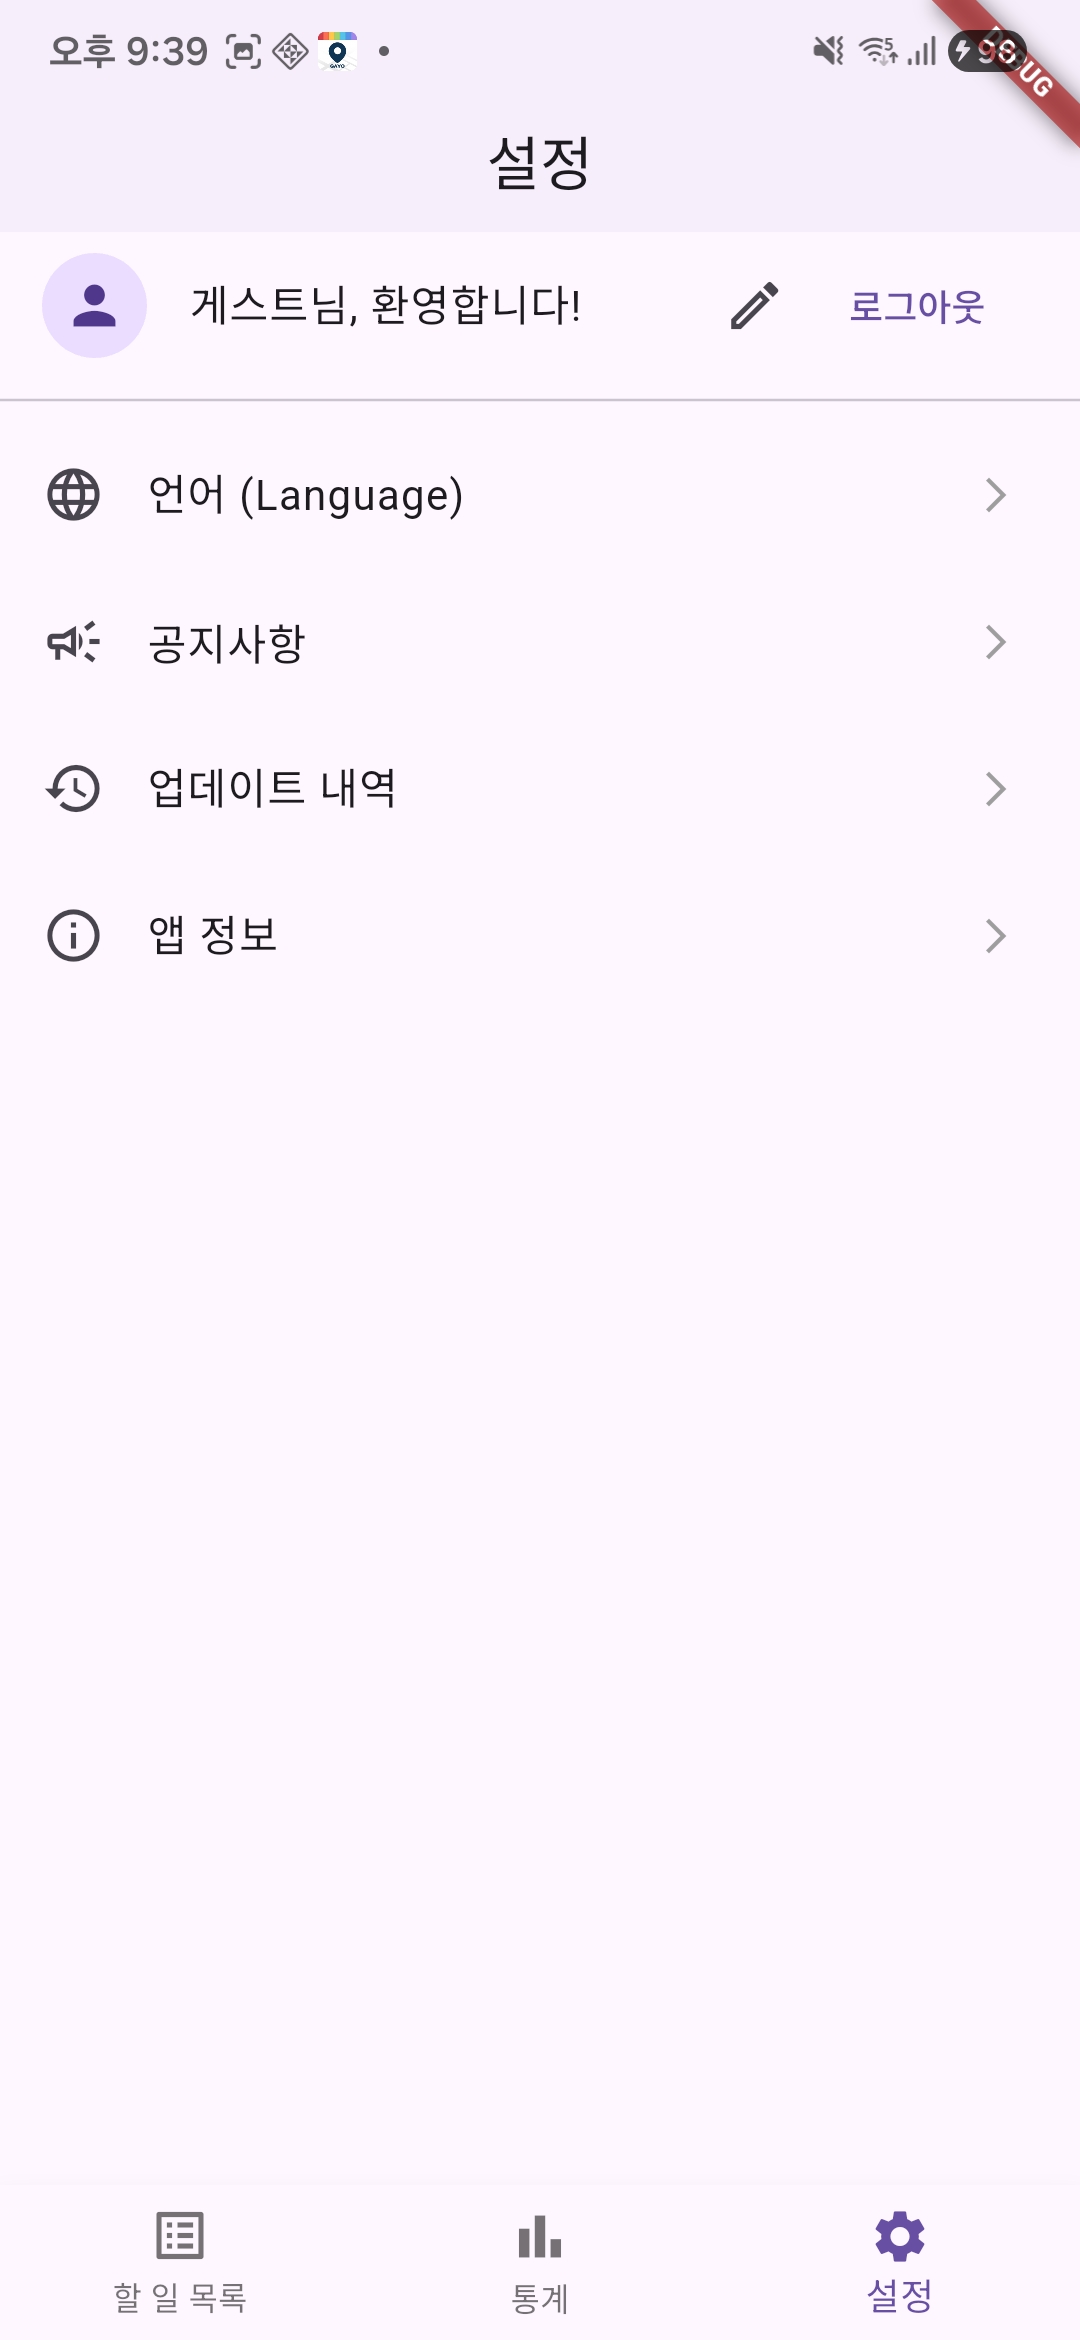 오후 9:39
98
DEBUG
설정
게스트님, 환영합니다!
로그아웃
언어 (Language)
공지사항
업데이트 내역
앱 정보
할 일 목록
통계
설정